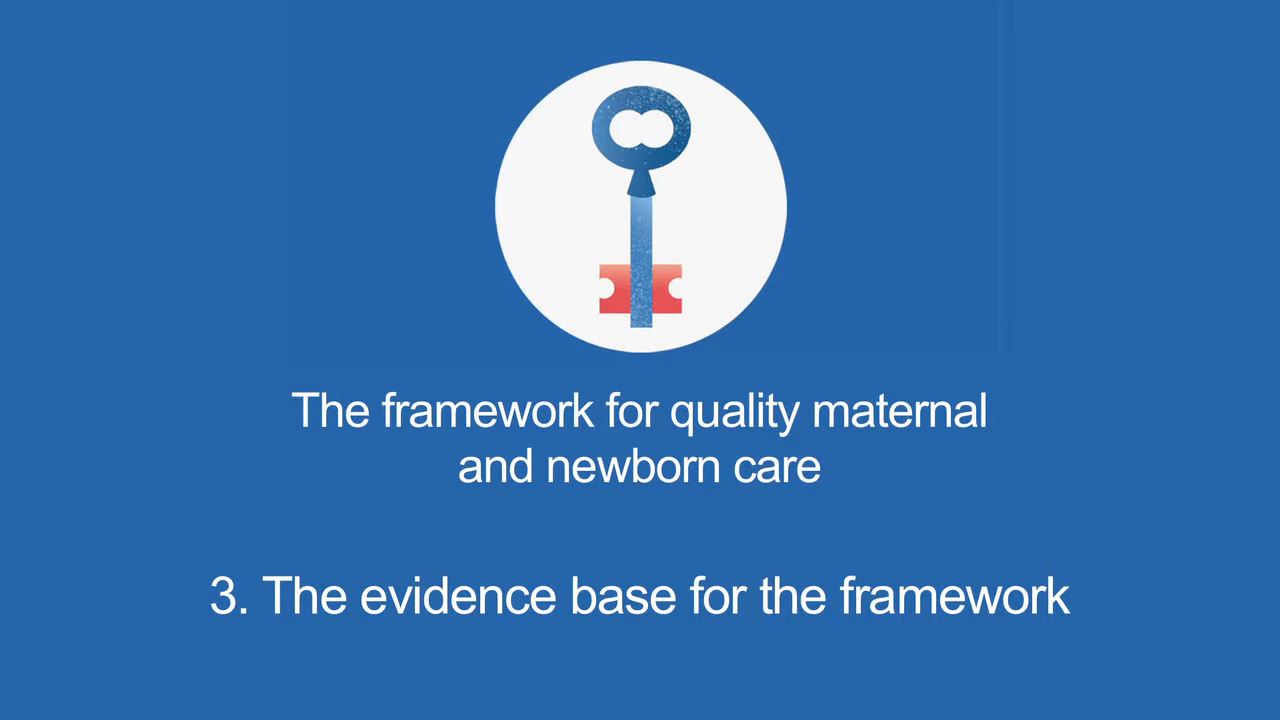 The framework for quality maternal
and newborn care
3. The evidence base for the framework